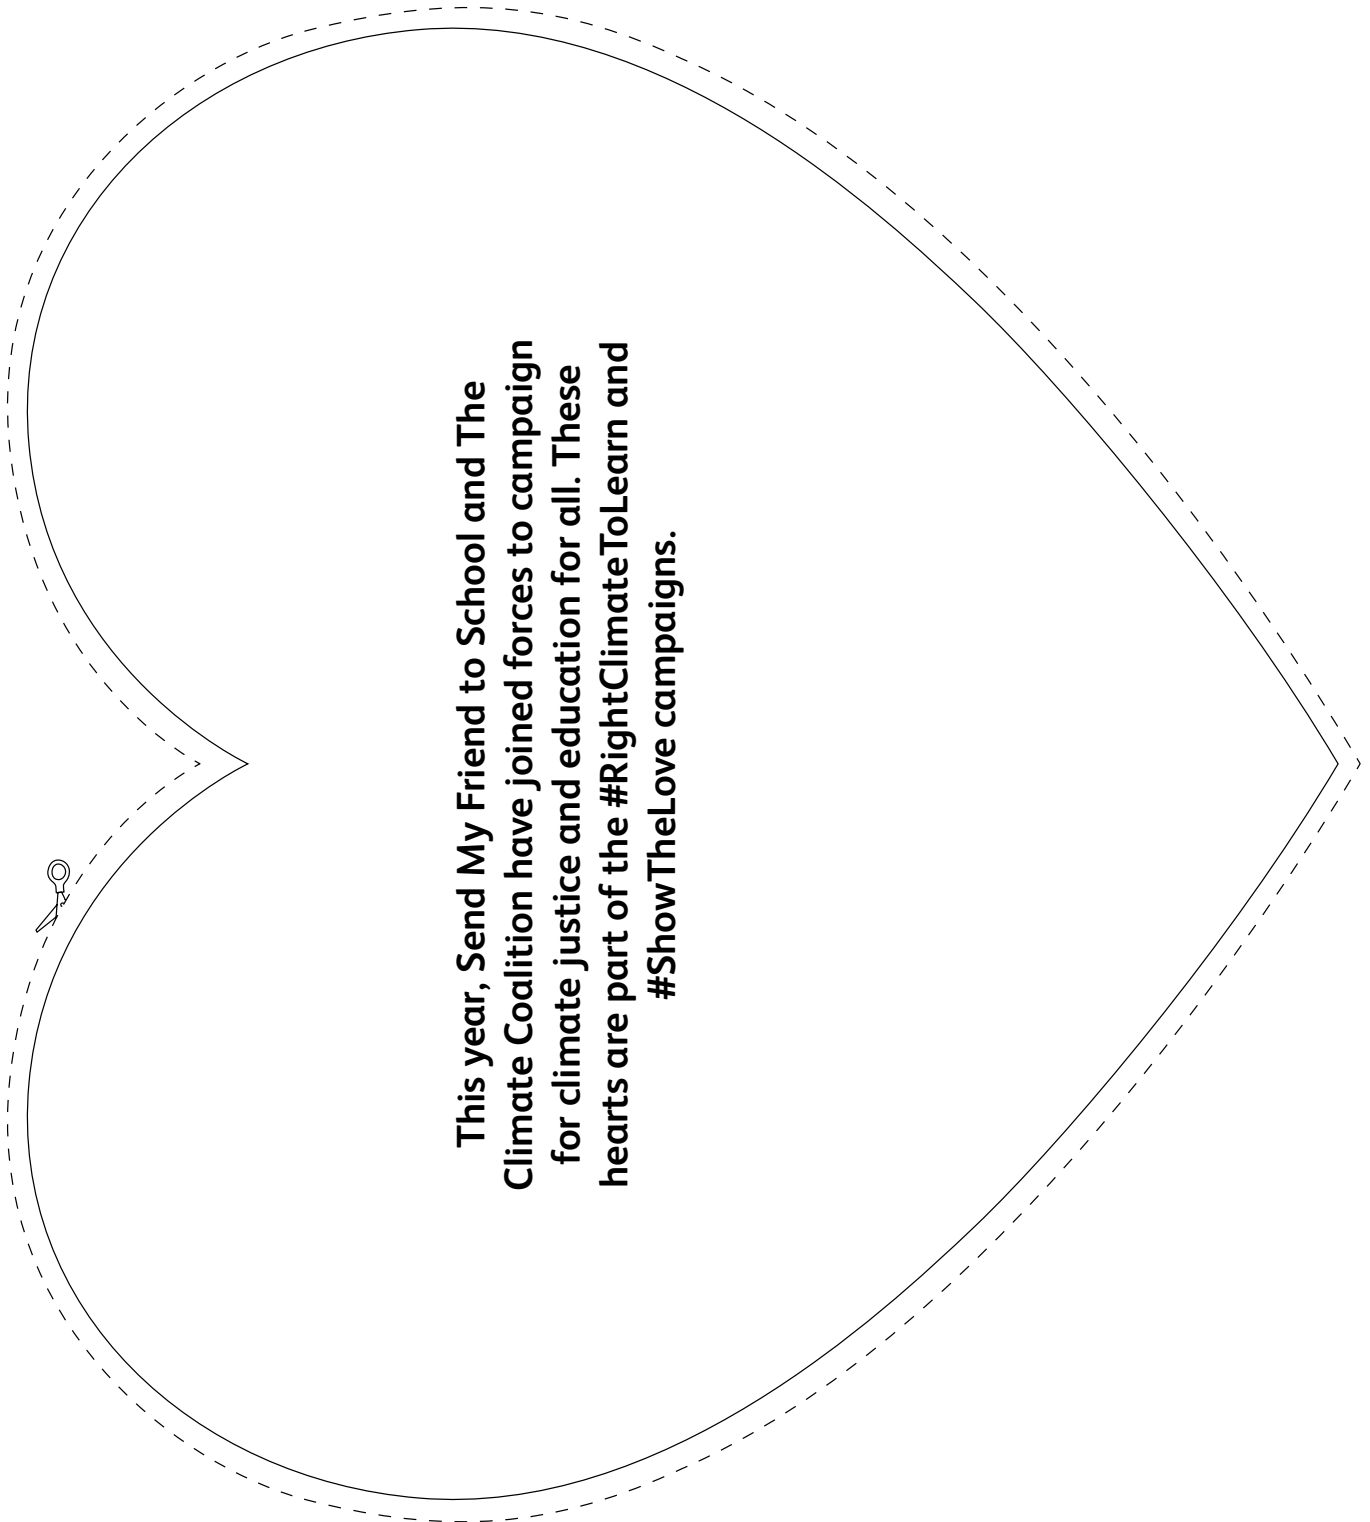 This year, Send My Friend to School and The
Climate Coalition have joined forces to campaign
for climate justice and education for all. These
hearts are part of the #RightClimateToLearn and
#ShowTheLove campaigns.